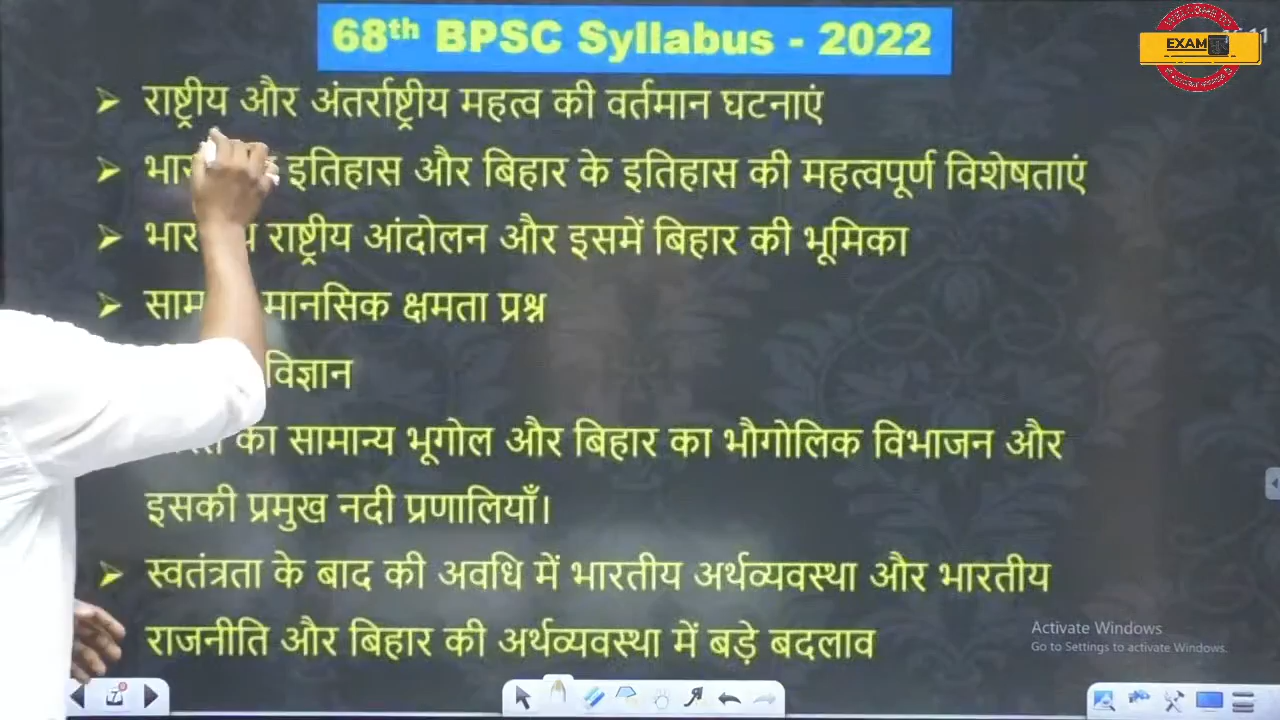 68th BPSC Syllabus - 2022
EXAM
11
राष्ट्रीय और अंतर्राष्ट्रीय महत्व की वर्तमान घटनाएं
इतिहास और बिहार के इतिहास की महत्वपूर्ण विशेषताएं
राष्ट्रीय आंदोलन और इसमें बिहार की भूमिका
मानसिक क्षमता प्रश्न
विज्ञान
का सामान्य भूगोल और बिहार का भौगोलिक विभाजन और
इसकी प्रमुख नदी प्रणालियाँ।
स्वतंत्रता के बाद की अवधि में भारतीय अर्थव्यवस्था और भारतीय
राजनीति और बिहार की अर्थव्यवस्था में बड़े बदलाव
Activate Windows
Go to Settings to activate Windows.